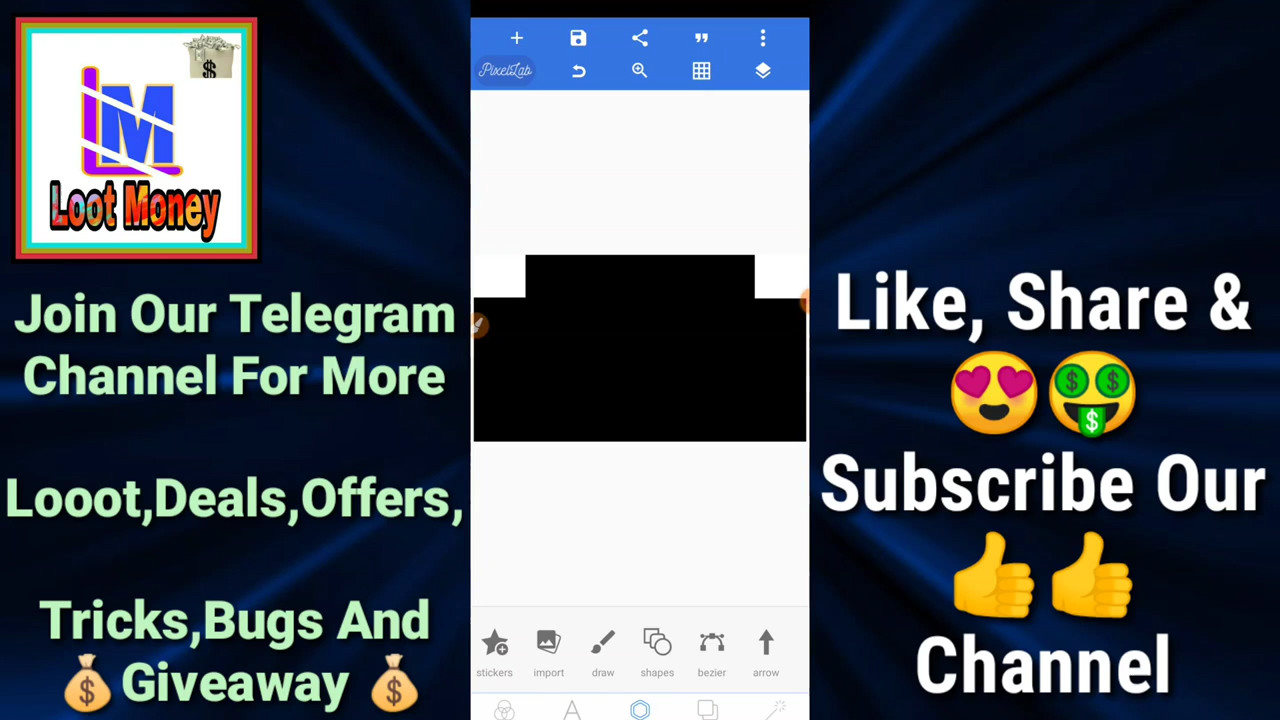 Loot Money
Join Our Telegram
Channel For More
Looot,Deals,Offers,
Tricks,Bugs And
Giveaway
PixelLab
stickers
import
draw
shapes
bezier
arrow
Like, Share &
Subscribe Our
Channel